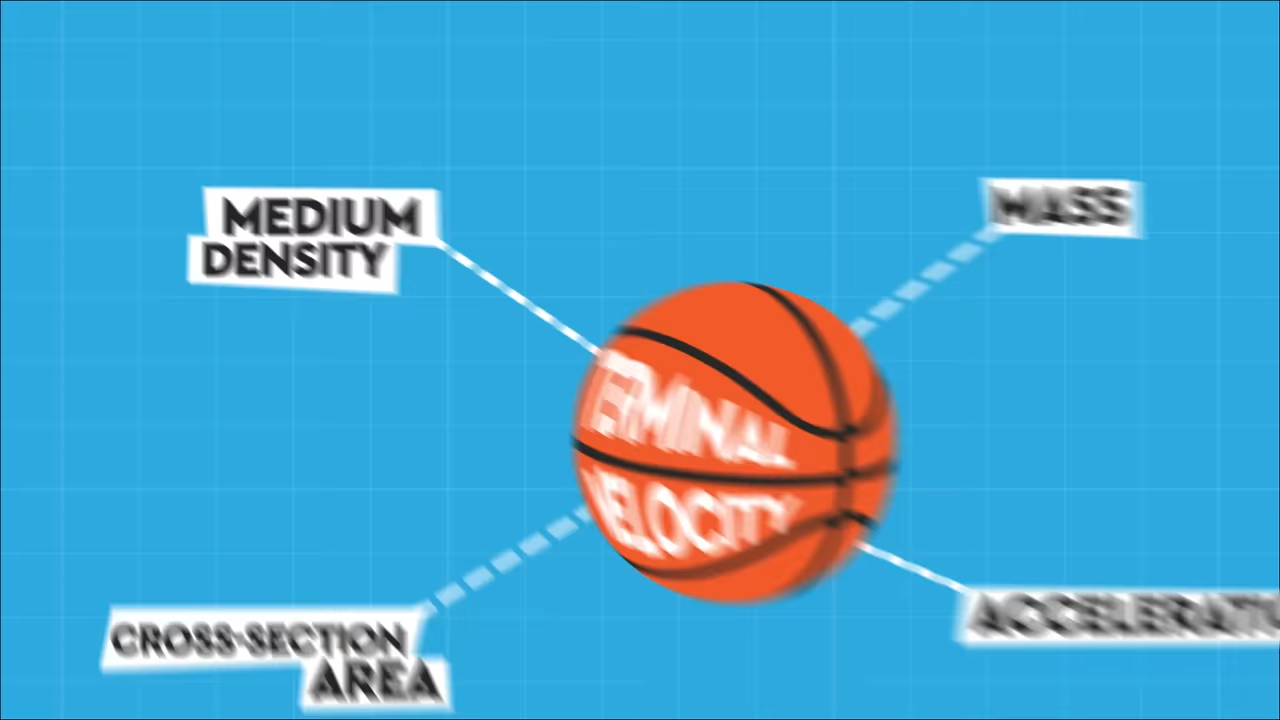 MEDIUM
DENSITY
MASS
TERMINAL
VELOCITY
CROSS-SECTION
AREA